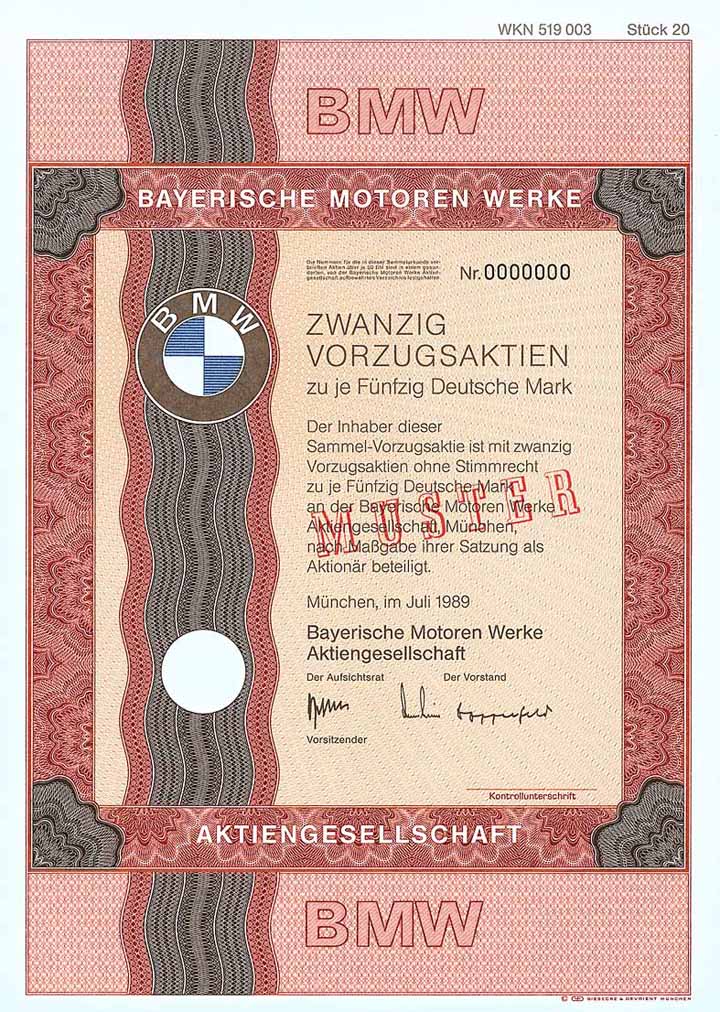 WKN 519 003 Stück 20
BMW
BAYERISCHE MOTOREN WERKE
Nr. 0000000
BMW
ZWANZIG
VORZUGSAKTIEN
zu je Fünfzig Deutsche Mark
Der Inhaber dieser
Sammel-Vorzugsaktie ist mit zwanzig
Vorzugsaktien ohne Stimmrecht
zu je Fünfzig Deutsche Mark
an der Bayerische Motoren Werke
Aktiengesellschaft, München,
nach Maßgabe ihrer Satzung als
Aktionär beteiligt.
MUSTER
München, im Juli 1989
Bayerische Motoren Werke
Aktiengesellschaft
Der Aufsichtsrat Der Vorstand
Vorsitzender
Kontrollunterschrift
AKTIENGESELLSCHAFT
BMW
© GIESECKE & DEVRIENT MÜNCHEN